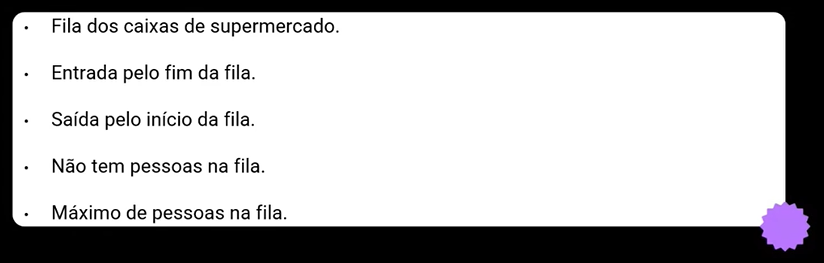 • Fila dos caixas de supermercado.
• Entrada pelo fim da fila.
• Saída pelo início da fila.
• Não tem pessoas na fila.
• Máximo de pessoas na fila.